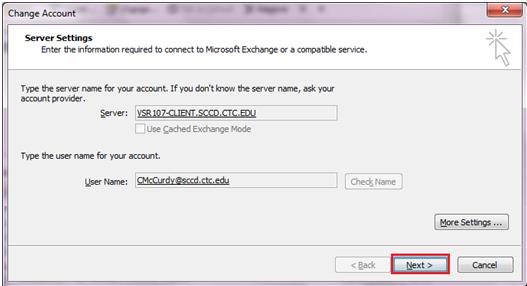 Change Account
Server Settings
Enter the information required to connect to Microsoft Exchange or a compatible service.
Type the server name for your account. If you don't know the server name, ask your
account provider.
Server: VSR107-CLIENT.SCCD.CTC.EDU
Use Cached Exchange Mode
Type the user name for your account.
User Name: CMcCurdy@sccd.ctc.edu Check Name
More Settings ...
< Back Next > Cancel